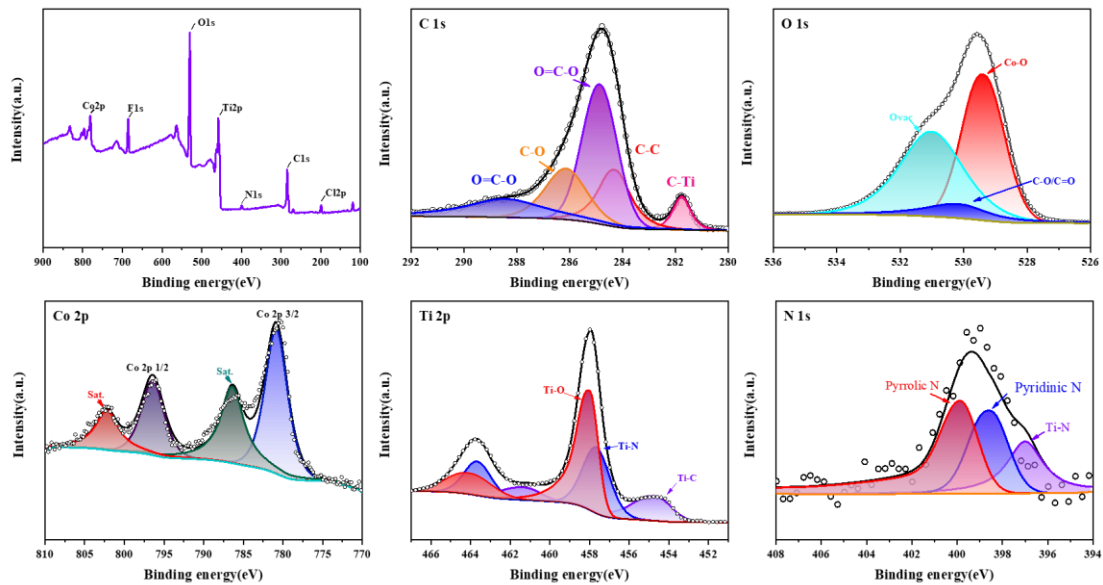 O1s
Co2p
F1s
Ti2p
C1s
N1s
Cl2p
Intensity(a.u.)
900 800 700 600 500 400 300 200 100
Binding energy(eV)
C 1s
O=C-O
C-O
C-C
O=C-O
C-Ti
Intensity(a.u.)
292 290 288 286 284 282 280
Binding energy(eV)
O 1s
Co-O
Ovac
C-O/C=O
Intensity(a.u.)
536 534 532 530 528 526
Binding energy(eV)
Co 2p
Co 2p 3/2
Co 2p 1/2
Sat.
Sat.
Intensity(a.u.)
810 805 800 795 790 785 780 775 770
Binding energy(eV)
Ti 2p
Ti-O
Ti-N
Ti-C
Intensity(a.u.)
466 464 462 460 458 456 454 452
Binding energy(eV)
N 1s
Pyrrolic N
Pyridinic N
Ti-N
Intensity(a.u.)
408 406 404 402 400 398 396 394
Binding energy(eV)